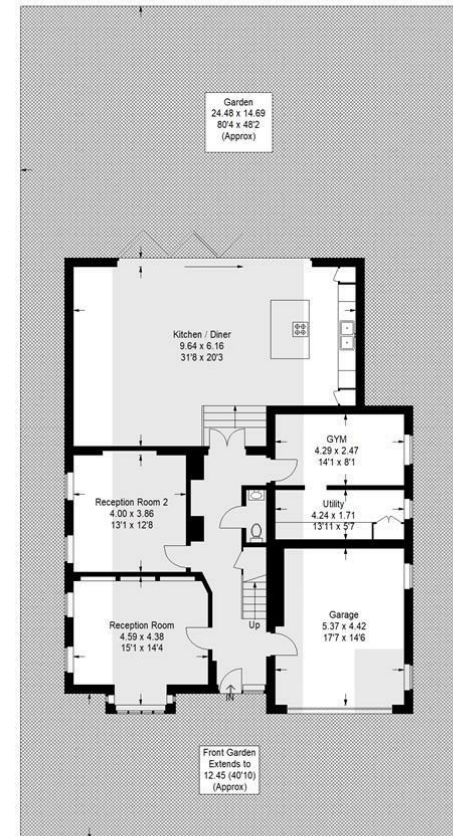 Garden
24.48 x 14.69
80'4 x 48'2
(Approx)
Kitchen / Diner
9.64 x 6.16
31'8 x 20'3
GYM
4.29 x 2.47
14'1 x 8'1
Reception Room 2
4.00 x 3.86
13'1 x 12'8
Utility
4.24 x 1.71
13'11 x 5'7
Reception Room
4.59 x 4.38
15'1 x 14'4
Up
Garage
5.37 x 4.42
17'7 x 14'6
IN
Front Garden
Extends to
12.45 (40'10)
(Approx)